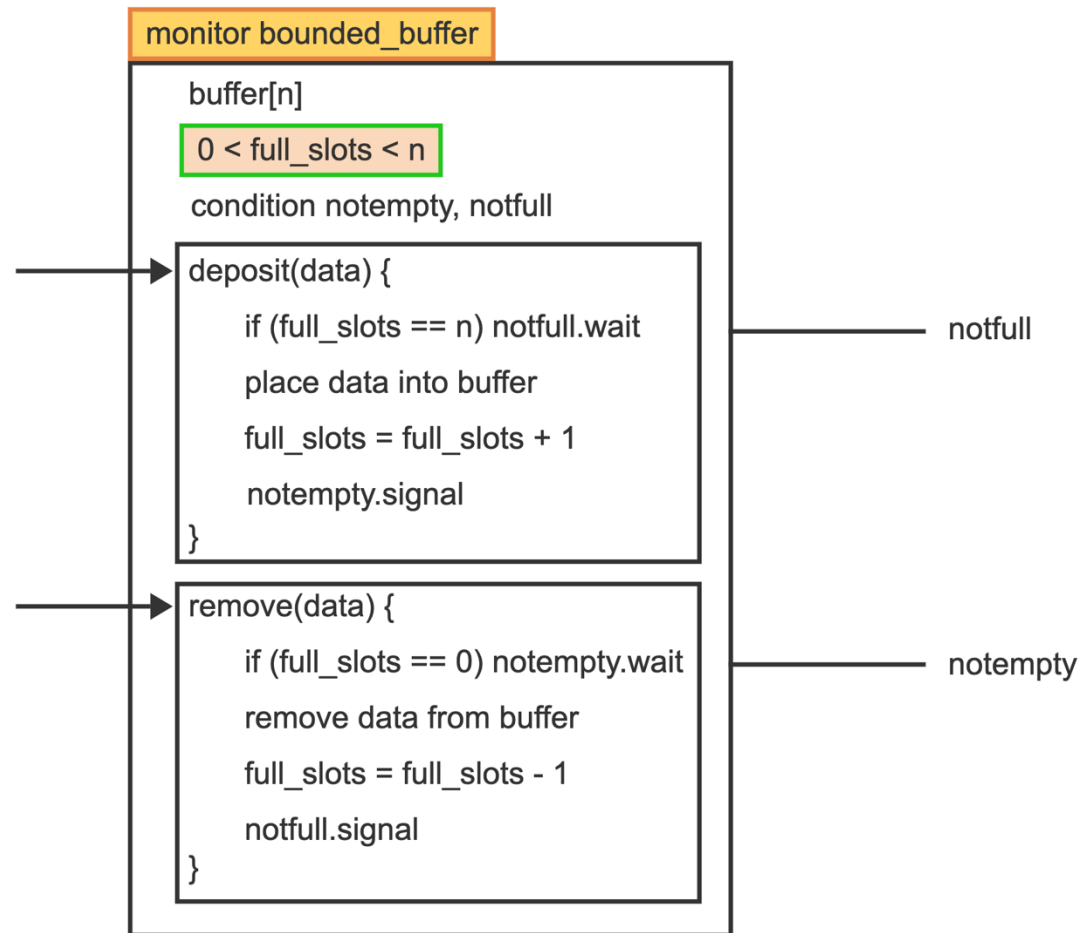 monitor bounded_buffer
buffer[n]
0 < full_slots < n
condition notempty, notfull
deposit(data) {
if (full_slots == n) notfull.wait
place data into buffer
full_slots = full_slots + 1
notempty.signal
}
notfull
remove(data) {
if (full_slots == 0) notempty.wait
remove data from buffer
full_slots = full_slots - 1
notfull.signal
}
notempty